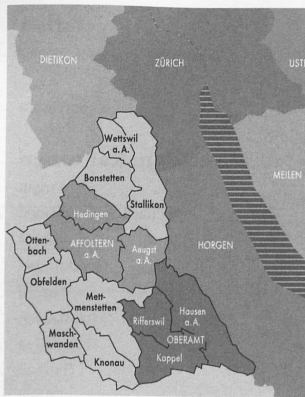 DIETIKON
ZÜRICH
UST
Wettswil
a. A.
Bonstetten
MEILEN
Stallikon
Hedingen
Otten-
bach
AFFOLTERN
a. A.
Aeugst
a. A.
HORGEN
Obfelden
Mett-
menstetten
Rifferswil
Hausen
a. A.
Masch-
wanden
OBERAMT
Knonau
Kappel